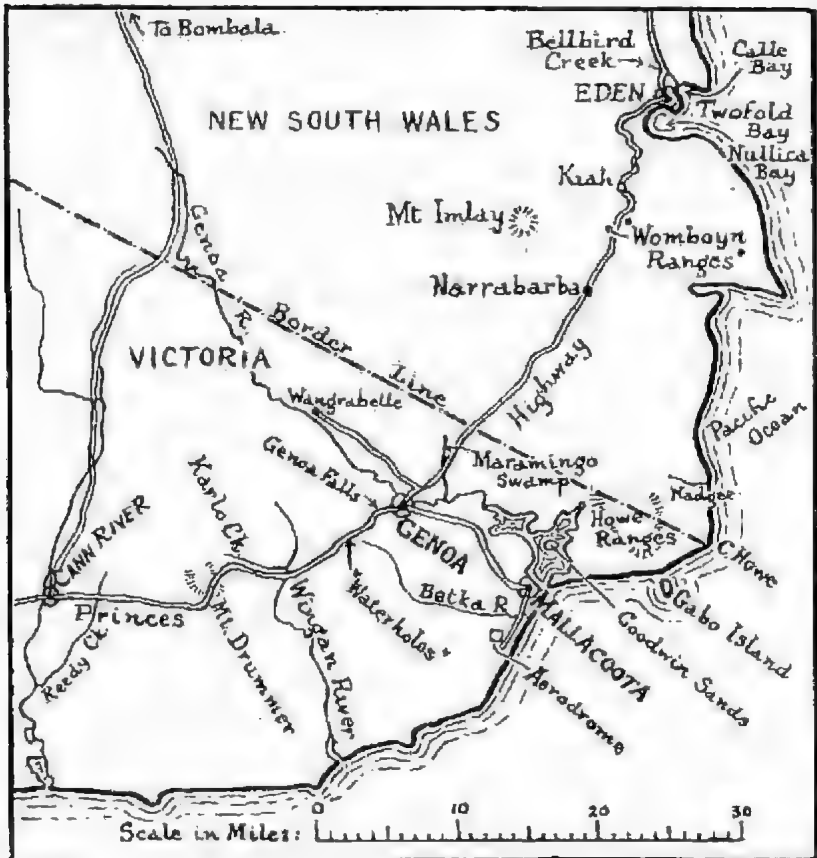 To Bombala
Bellbird
Creek
Calle
Bay
EDEN
Twofold
Bay
Nullica
Bay
NEW SOUTH WALES
Kiah
Mt Imlay
Womboyn
Ranges
Narrabarba
Genoa
R.
Border
Line
Highway
VICTORIA
Wangrabelle
Pacific
Ocean
Genoa Falls
Maramingo
Swamp
Karlo Ck.
Nadgee
Howe
Ranges
C. Howe
GENOA
CANN RIVER
"Waterholes"
Betka R
MALLACOOTA
Gabo Island
Princes
Reedy Ck.
Mt. Drummer
Wingan River
Goodwin Sands
Aerodrome
0 10 20 30
Scale in Miles: